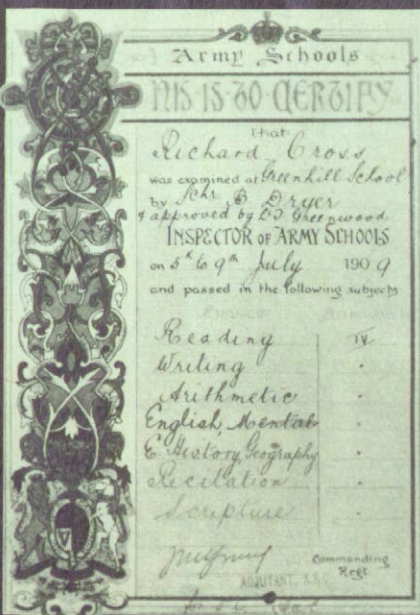 Army Schools
THIS·IS·TO·CERTIFY
that
Richard Cross
was examined at Greenhill School
by B Dryer
& approved by Greenwood
INSPECTOR OF ARMY SCHOOLS
on 5th to 9th July 1909
and passed in the following subjects
Reading IV
Writing "
Arithmetic "
English, Mental "
E. History, Geography "
Recitation "
Scripture "
Commanding
ADJUTANT, Regt